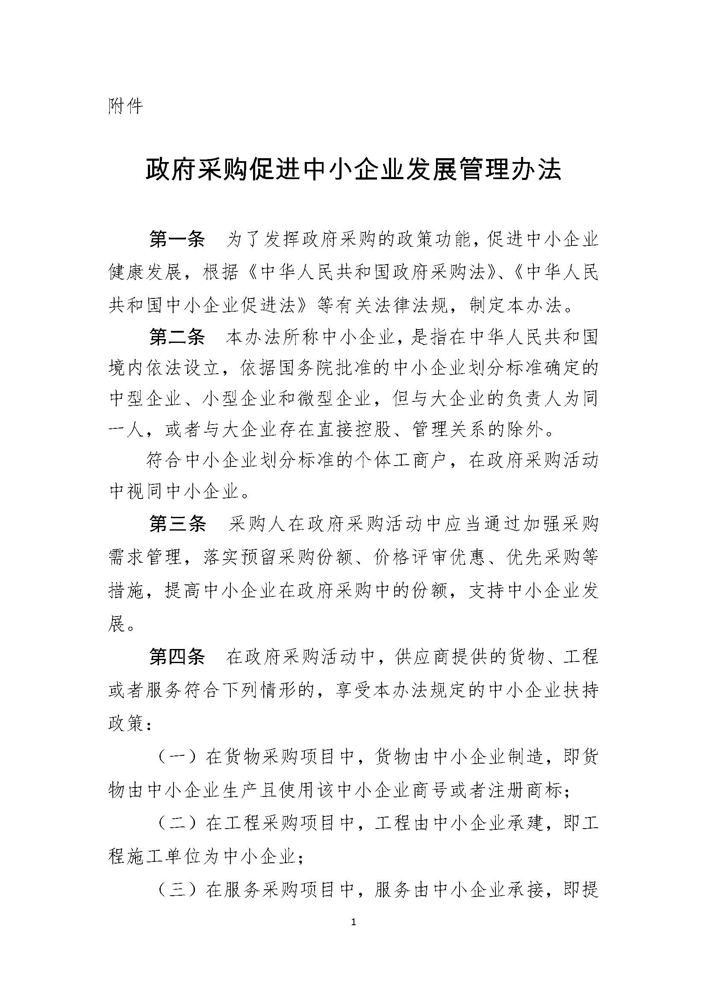 附件
政府采购促进中小企业发展管理办法
第一条　为了发挥政府采购的政策功能，促进中小企业
健康发展，根据《中华人民共和国政府采购法》、《中华人民
共和国中小企业促进法》等有关法律法规，制定本办法。
第二条　本办法所称中小企业，是指在中华人民共和国
境内依法设立，依据国务院批准的中小企业划分标准确定的
中型企业、小型企业和微型企业，但与大企业的负责人为同
一人，或者与大企业存在直接控股、管理关系的除外。
符合中小企业划分标准的个体工商户，在政府采购活动
中视同中小企业。
第三条　采购人在政府采购活动中应当通过加强采购
需求管理，落实预留采购份额、价格评审优惠、优先采购等
措施，提高中小企业在政府采购中的份额，支持中小企业发
展。
第四条　在政府采购活动中，供应商提供的货物、工程
或者服务符合下列情形的，享受本办法规定的中小企业扶持
政策：
（一）在货物采购项目中，货物由中小企业制造，即货
物由中小企业生产且使用该中小企业商号或者注册商标；
（二）在工程采购项目中，工程由中小企业承建，即工
程施工单位为中小企业；
（三）在服务采购项目中，服务由中小企业承接，即提
1